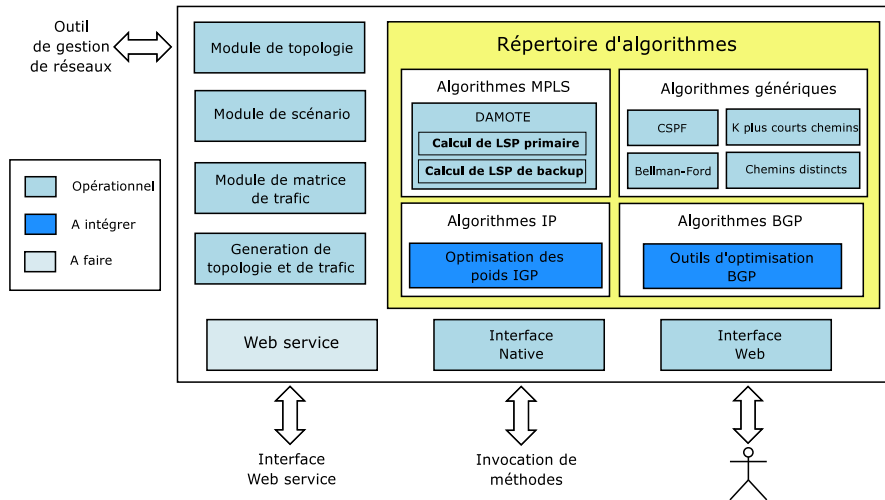 Outil
de gestion
de réseaux
Module de topologie
Module de scénario
Module de matrice
de trafic
Generation de
topologie et de trafic
Répertoire d'algorithmes
Algorithmes MPLS
DAMOTE
Calcul de LSP primaire
Calcul de LSP de backup
Algorithmes génériques
CSPF
K plus courts chemins
Bellman-Ford
Chemins distincts
Algorithmes IP
Optimisation des
poids IGP
Algorithmes BGP
Outils d'optimisation
BGP
Opérationnel
A intégrer
A faire
Web service
Interface
Native
Interface
Web
Interface
Web service
Invocation de
méthodes